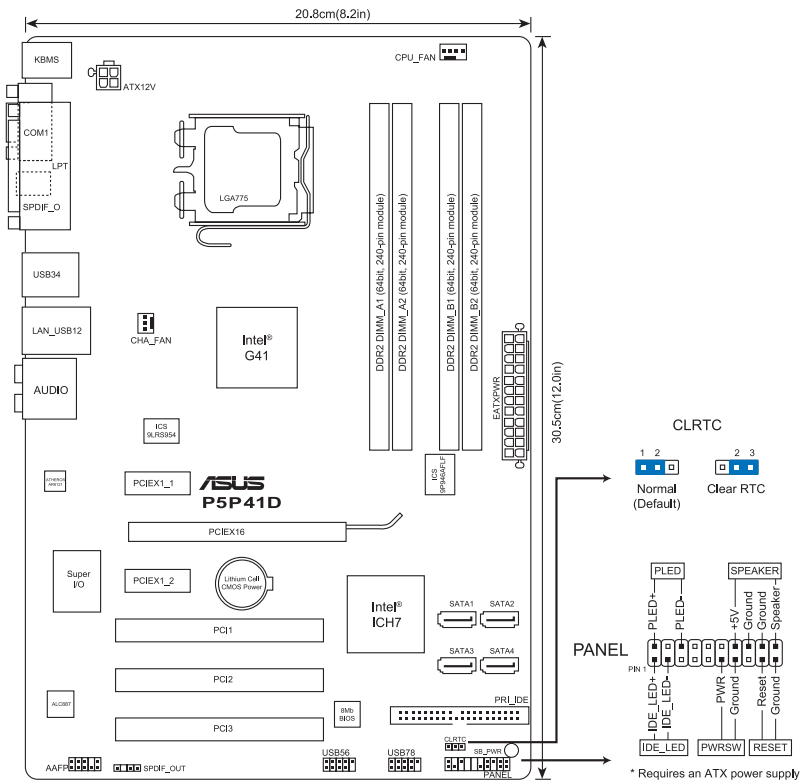 20.8cm(8.2in)
KBMS
ATX12V
CPU_FAN
COM1
LPT
SPDIF_O
LGA775
DDR2 DIMM_A1 (64bit, 240-pin module)
DDR2 DIMM_A2 (64bit, 240-pin module)
DDR2 DIMM_B1 (64bit, 240-pin module)
DDR2 DIMM_B2 (64bit, 240-pin module)
USB34
LAN_USB12
CHA_FAN
Intel®
G41
EATXPWR
30.5cm(12.0in)
AUDIO
ICS
9LRS954
ICS
9P946AFLF
CLRTC
1 2
2 3
Normal
(Default)
Clear RTC
ATHEROS
AR8121
PCIEX1_1
ASUS
P5P41D
PCIEX16
Super
I/O
PCIEX1_2
Lithium Cell
CMOS Power
Intel®
ICH7
SATA1
SATA2
SATA3
SATA4
PCI1
PCI2
PCI3
ALC887
8Mb
BIOS
PRI_IDE
CLRTC
SB_PWR
AAFP
SPDIF_OUT
USB56
USB78
PANEL
PLED
SPEAKER
PLED+
PLED-
+5V
Ground
Ground
Speaker
PANEL
PIN 1
IDE_LED+
IDE_LED-
PWR
Ground
Reset
Ground
IDE_LED
PWRSW
RESET
* Requires an ATX power supply